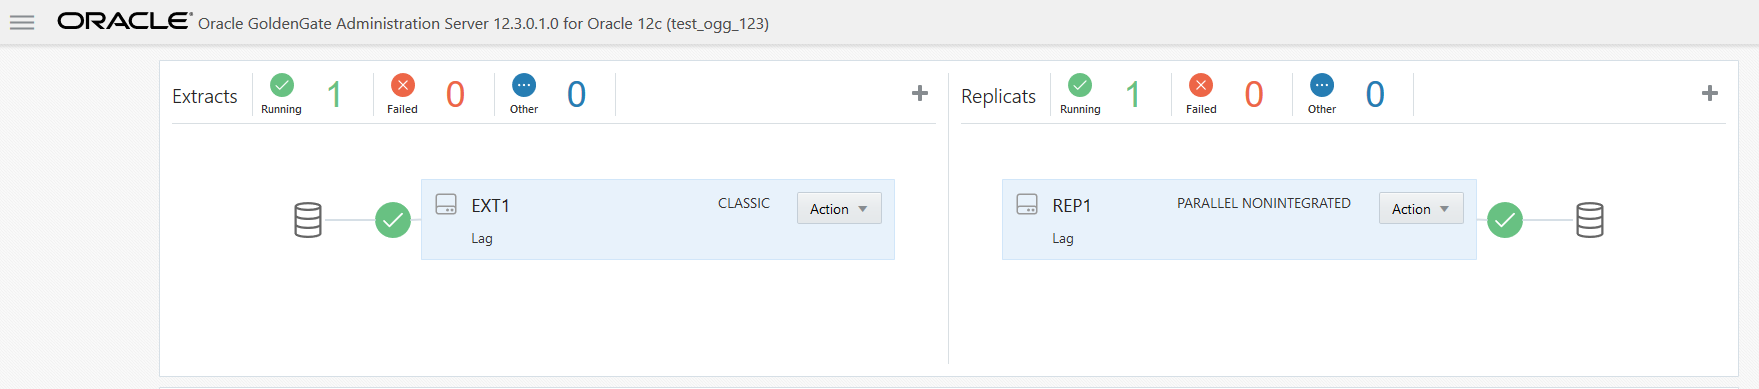 ORACLE® Oracle GoldenGate Administration Server 12.3.0.1.0 for Oracle 12c (test_ogg_123)
Extracts Running 1 Failed 0 Other 0 +
EXT1 CLASSIC Action
Lag
Replicats Running 1 Failed 0 Other 0 +
REP1 PARALLEL NONINTEGRATED Action
Lag